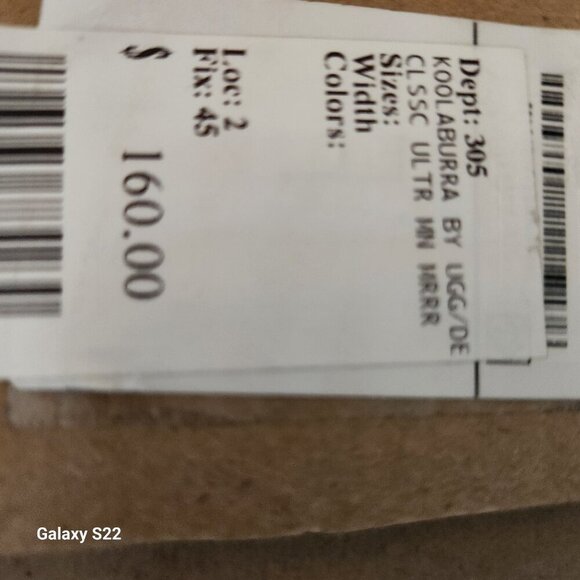 Dept: 305
KOOLABURRA BY UGG/DE
CLSSC ULTR MN MRRR
Sizes:
Width
Colors:
Loc: 2
Fix: 45
$ 160.00
Galaxy S22